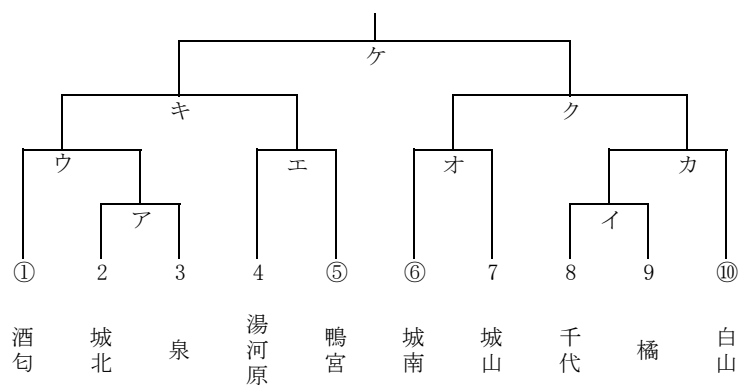 ケ
キ ク
ウ エ オ カ
ア イ
① 2 3 4 ⑤ ⑥ 7 8 9 ⑩
酒匂 城北 泉 湯河原 鴨宮 城南 城山 千代 橘 白山